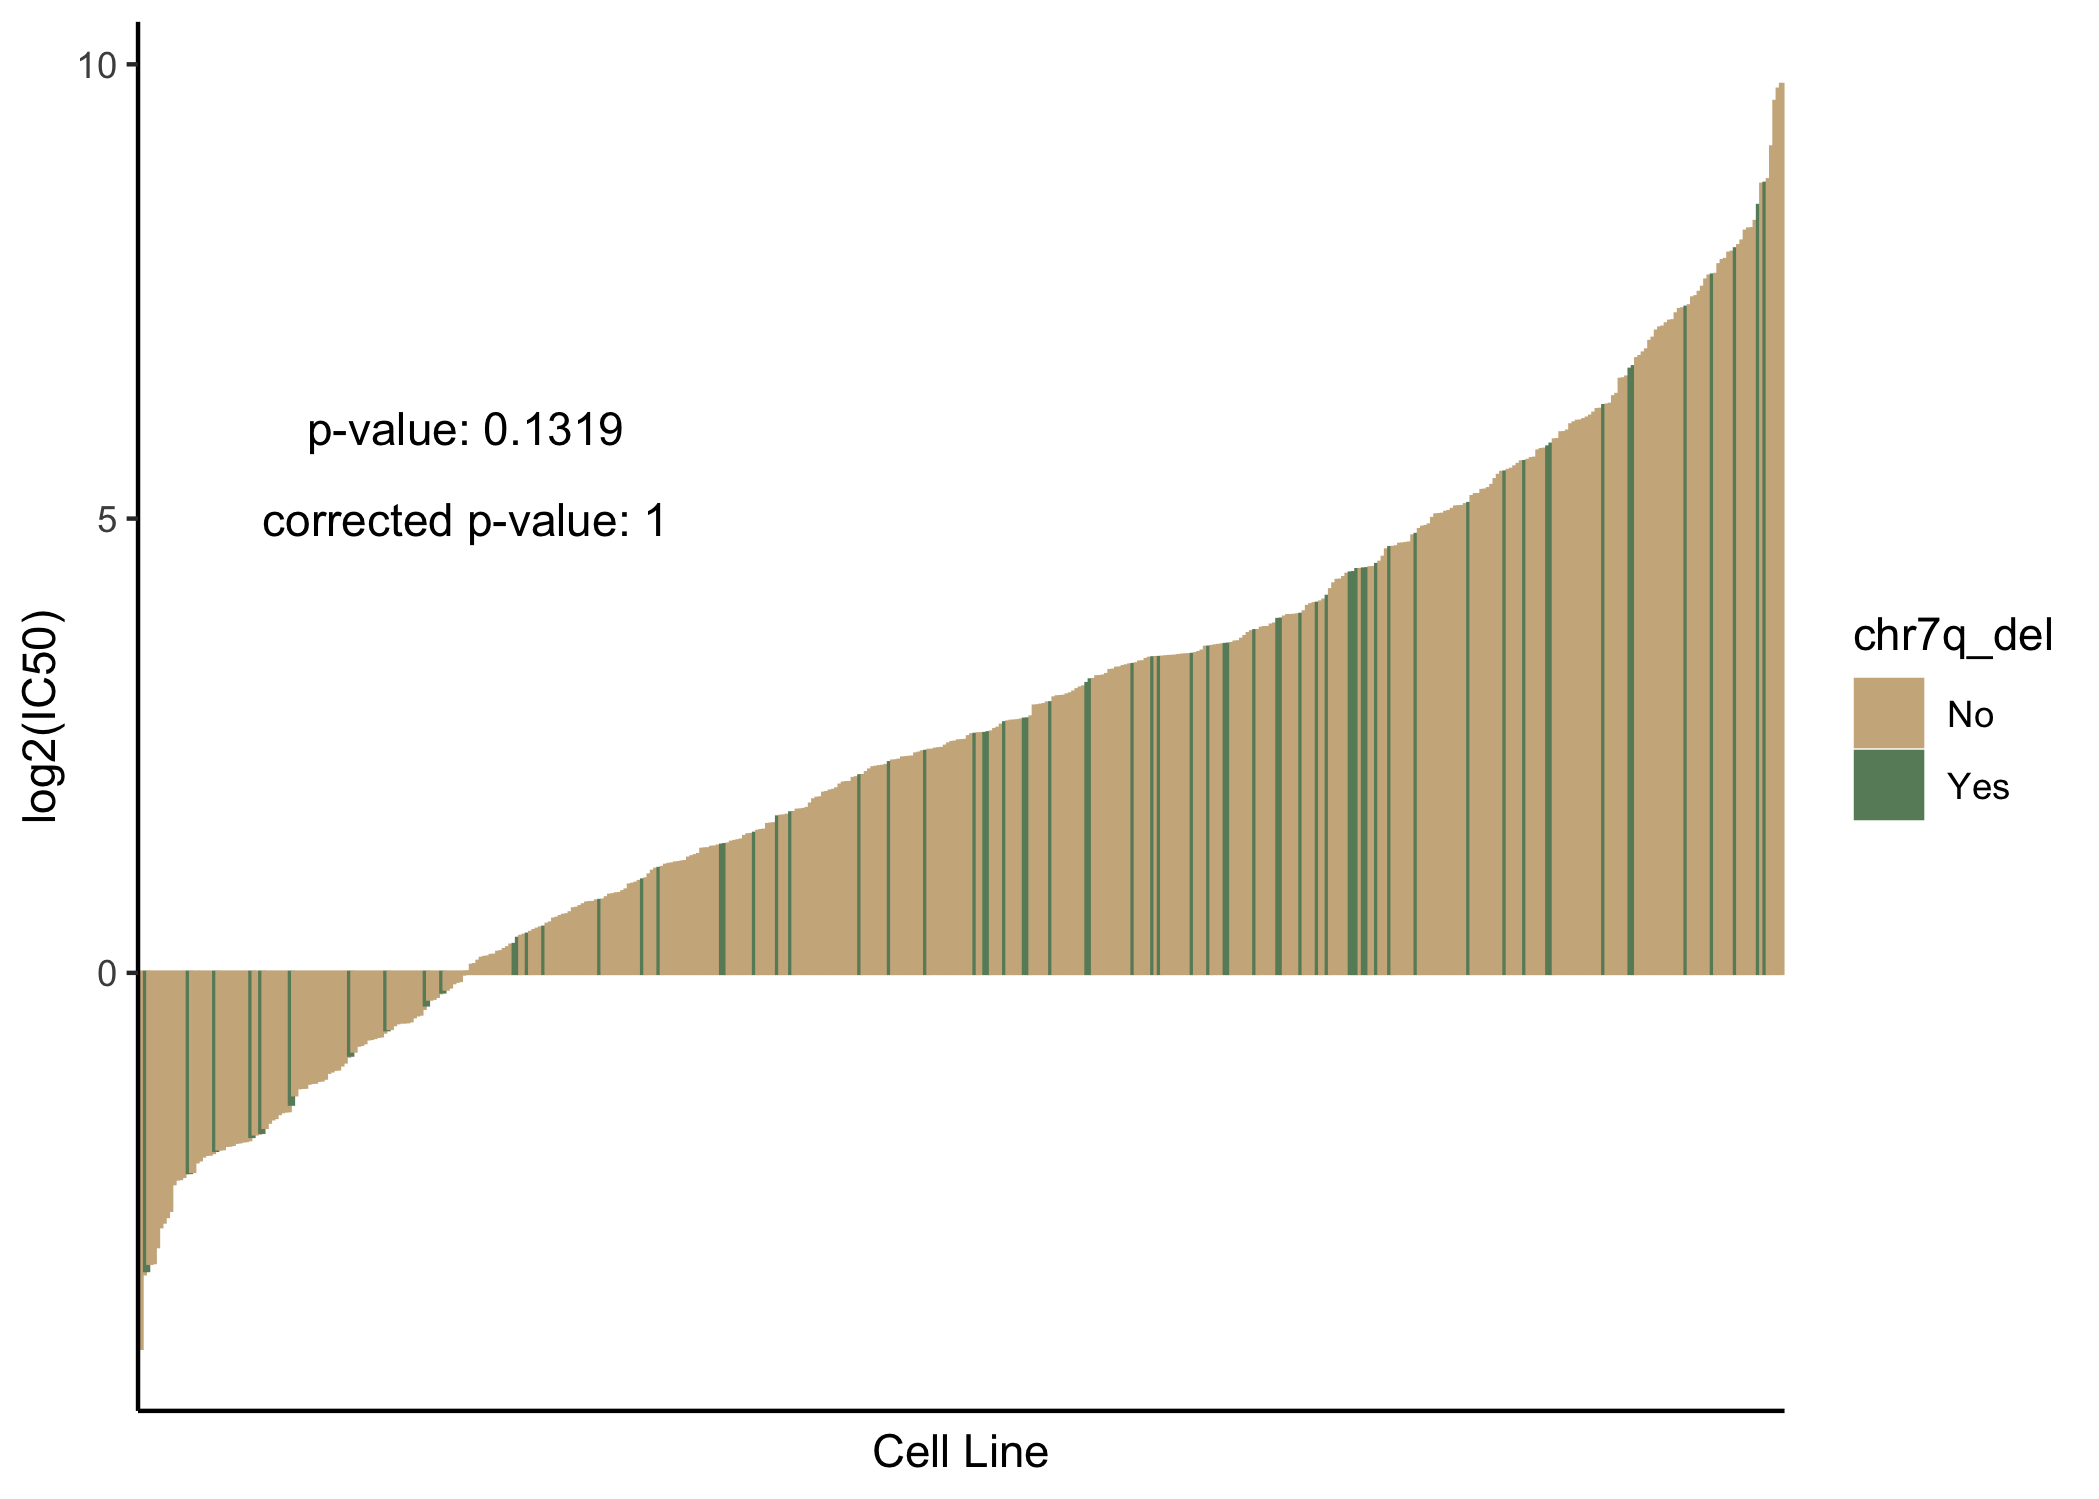 10
5
0
log2(IC50)
p-value: 0.1319
corrected p-value: 1
chr7q_del
No
Yes
Cell Line